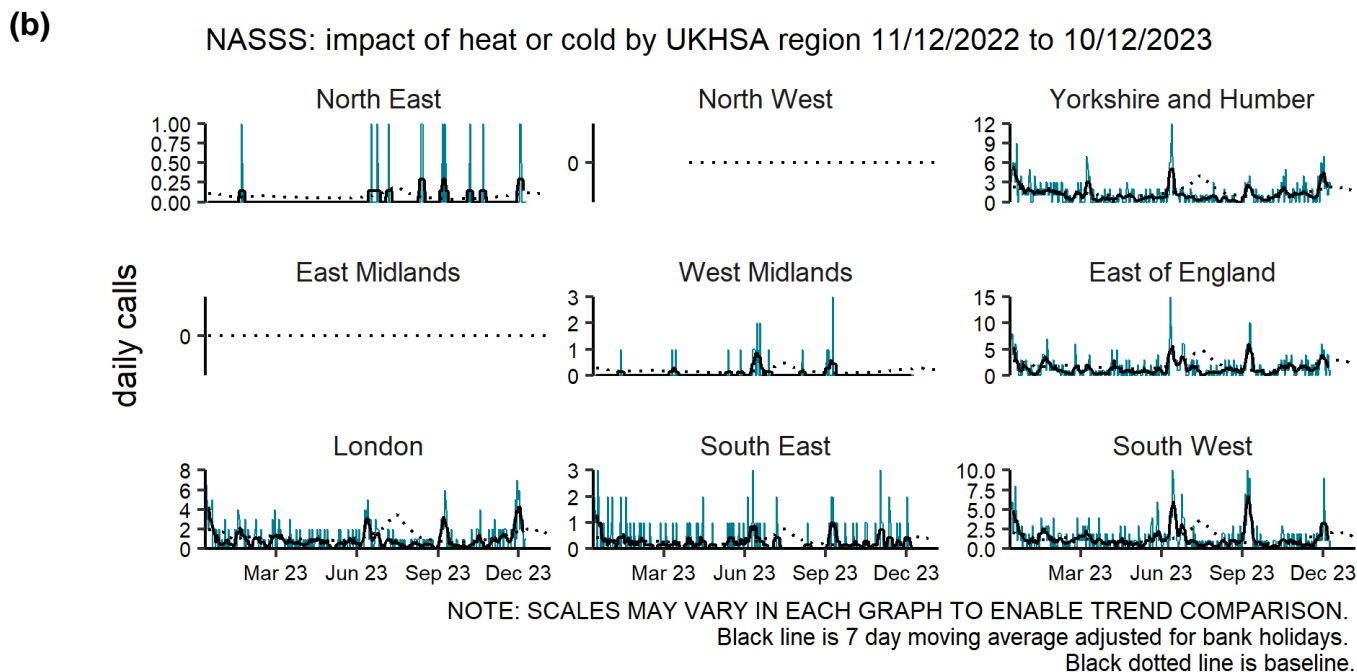 (b)
NASSS: impact of heat or cold by UKHSA region 11/12/2022 to 10/12/2023
North East
North West
Yorkshire and Humber
1.00
0.75
0.50
0.25
0.00
0
12
9
6
3
0
East Midlands
West Midlands
East of England
daily calls
0
3
2
1
0
15
10
5
0
London
South East
South West
8
6
4
2
0
3
2
1
0
10.0
7.5
5.0
2.5
0.0
Mar 23 Jun 23 Sep 23 Dec 23
Mar 23 Jun 23 Sep 23 Dec 23
Mar 23 Jun 23 Sep 23 Dec 23
NOTE: SCALES MAY VARY IN EACH GRAPH TO ENABLE TREND COMPARISON.
Black line is 7 day moving average adjusted for bank holidays.
Black dotted line is baseline.